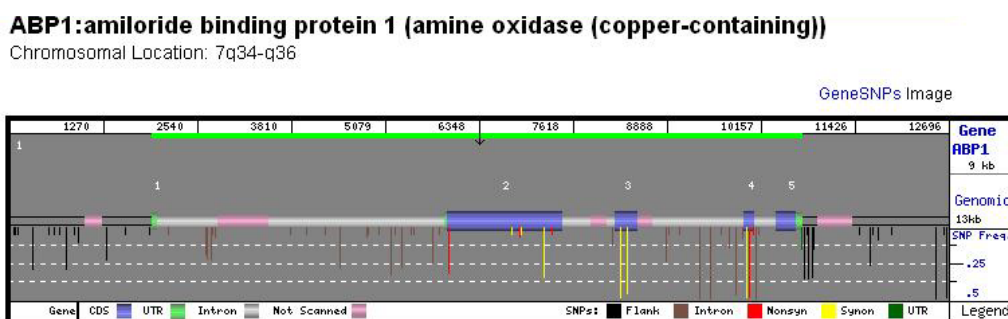 ABP1:amiloride binding protein 1 (amine oxidase (copper-containing))
Chromosomal Location: 7q34-q36
GeneSNPs Image
1270 2540 3810 5079 6348 7618 8888 10157 11426 12696 Gene
1 ABP1
9 kb
1 2 3 4 5
Genomic
13kb
SNP Freq.
.25
.5
Gene CDS UTR Intron Not Scanned SNPs: Flank Intron Nonsyn Synon UTR Legend